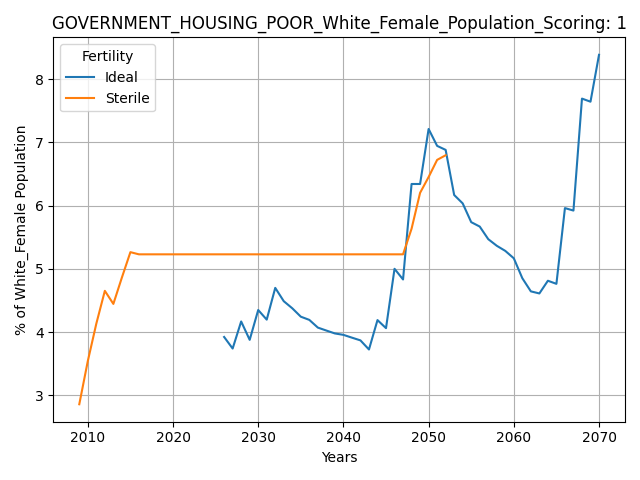 GOVERNMENT_HOUSING_POOR_White_Female_Population_Scoring: 1
Fertility
Ideal
Sterile
% of White_Female Population
8
7
6
5
4
3
2010 2020 2030 2040 2050 2060 2070
Years